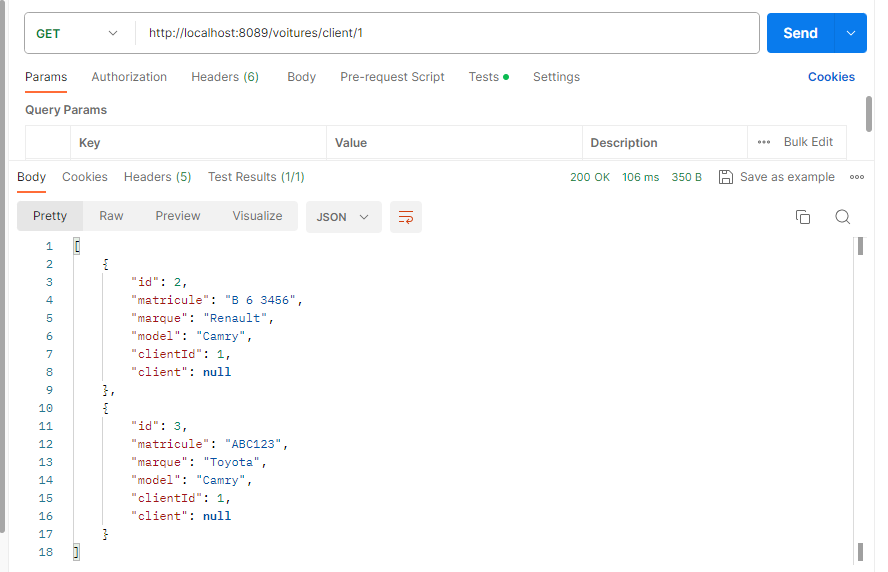 GET http://localhost:8089/voitures/client/1 Send
Params Authorization Headers (6) Body Pre-request Script Tests Settings Cookies
Query Params
Key Value Description Bulk Edit
Body Cookies Headers (5) Test Results (1/1) 200 OK 106 ms 350 B Save as example
Pretty Raw Preview Visualize JSON
1 [
2 {
3 "id": 2,
4 "matricule": "B 6 3456",
5 "marque": "Renault",
6 "model": "Camry",
7 "clientId": 1,
8 "client": null
9 },
10 {
11 "id": 3,
12 "matricule": "ABC123",
13 "marque": "Toyota",
14 "model": "Camry",
15 "clientId": 1,
16 "client": null
17 }
18 ]